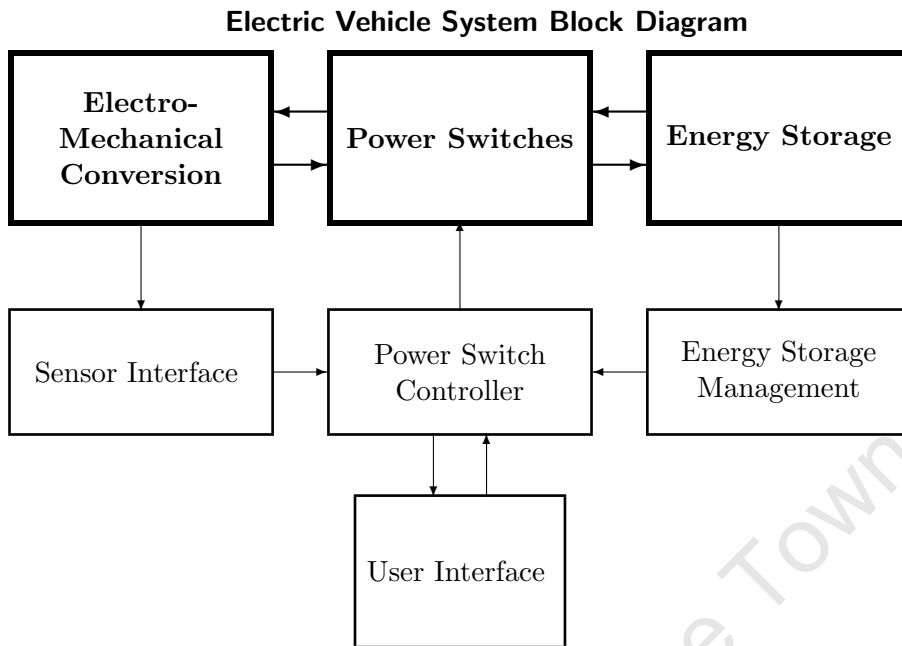 Electric Vehicle System Block Diagram
Electro-
Mechanical
Conversion
Power Switches
Energy Storage
Sensor Interface
Power Switch
Controller
Energy Storage
Management
User Interface
Town